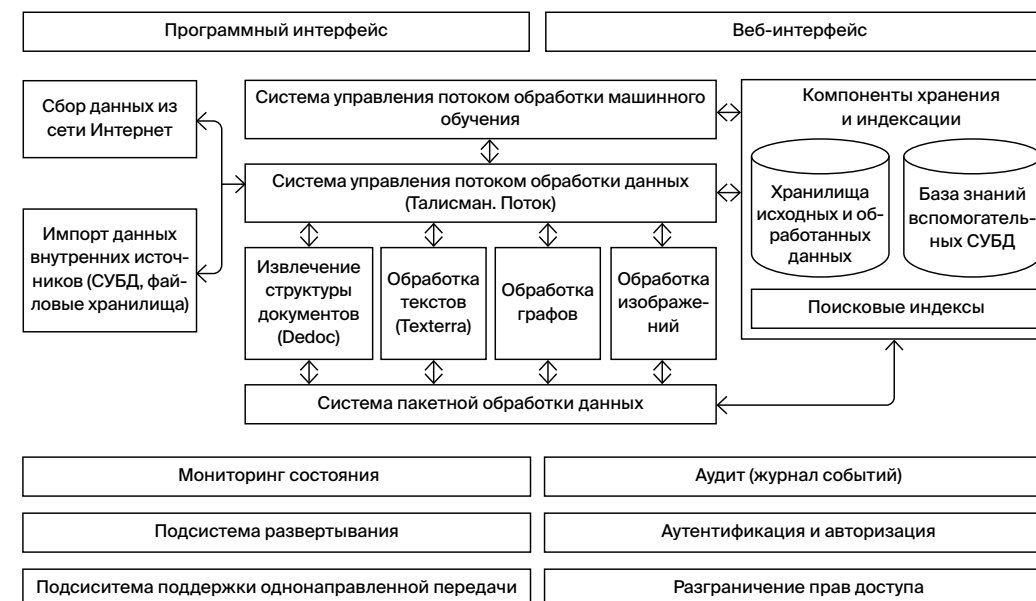 Программный интерфейс
Веб-интерфейс
Сбор данных из
сети Интернет
Импорт данных
внутренних источ-
ников (СУБД, фай-
ловые хранилища)
Система управления потоком обработки машинного
обучения
Система управления потоком обработки данных
(Талисман. Поток)
Извлечение
структуры
документов
(Dedoc)
Обработка
текстов
(Texterra)
Обработка
графов
Обработка
изображе-
ний
Система пакетной обработки данных
Компоненты хранения
и индексации
Хранилища
исходных и об-
работанных
данных
База знаний
вспомогатель-
ных СУБД
Поисковые индексы
Мониторинг состояния
Аудит (журнал событий)
Подсистема развертывания
Аутентификация и авторизация
Подсиситема поддержки однонаправленной передачи
Разграничение прав доступа